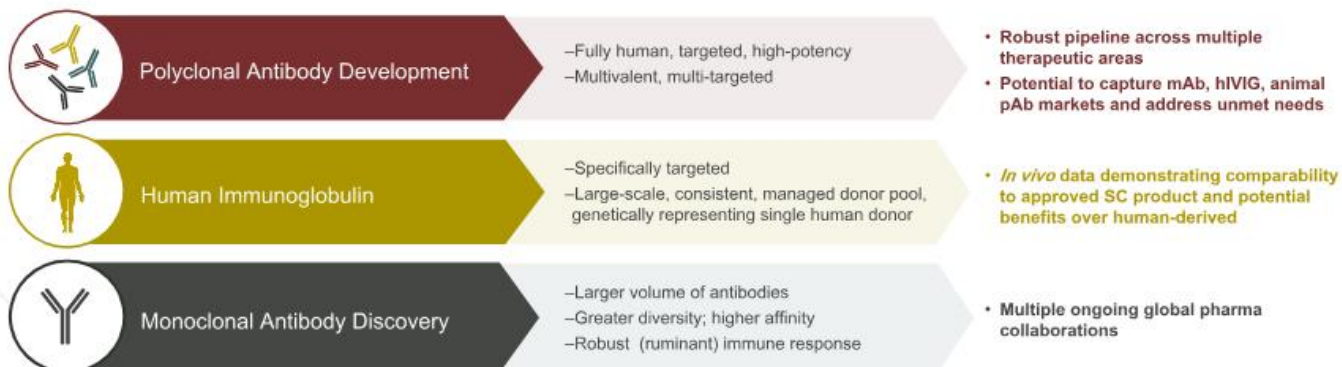 Polyclonal Antibody Development
–Fully human, targeted, high-potency
–Multivalent, multi-targeted
• Robust pipeline across multiple
therapeutic areas
• Potential to capture mAb, hIVIG, animal
pAb markets and address unmet needs
Human Immunoglobulin
–Specifically targeted
–Large-scale, consistent, managed donor pool,
genetically representing single human donor
• In vivo data demonstrating comparability
to approved SC product and potential
benefits over human-derived
Monoclonal Antibody Discovery
–Larger volume of antibodies
–Greater diversity; higher affinity
–Robust (ruminant) immune response
• Multiple ongoing global pharma
collaborations